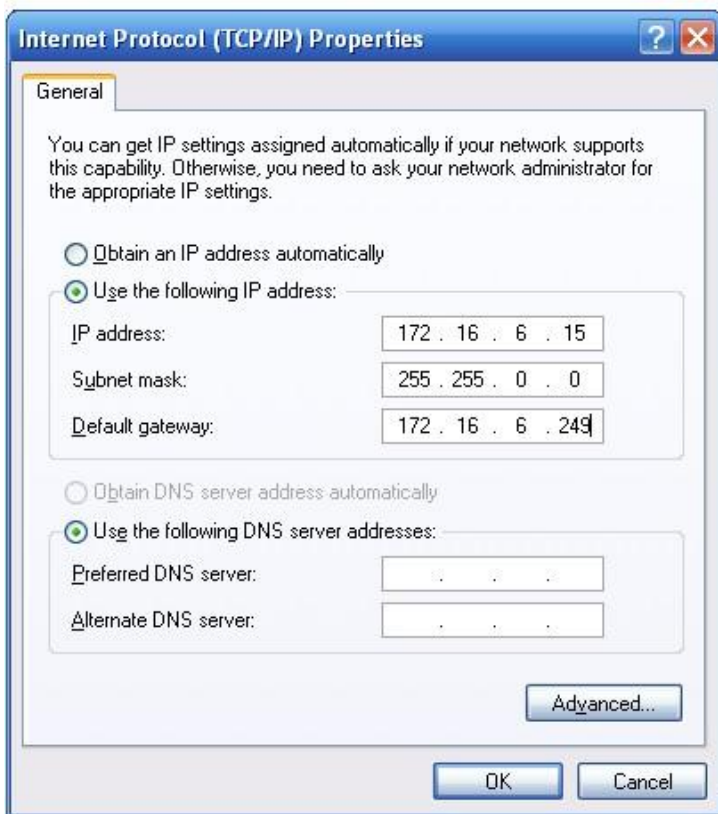 Internet Protocol (TCP/IP) Properties
General
You can get IP settings assigned automatically if your network supports
this capability. Otherwise, you need to ask your network administrator for
the appropriate IP settings.
Obtain an IP address automatically
Use the following IP address:
IP address: 172 . 16 . 6 . 15
Subnet mask: 255 . 255 . 0 . 0
Default gateway: 172 . 16 . 6 . 249
Obtain DNS server address automatically
Use the following DNS server addresses:
Preferred DNS server: . . .
Alternate DNS server: . . .
Advanced...
OK Cancel